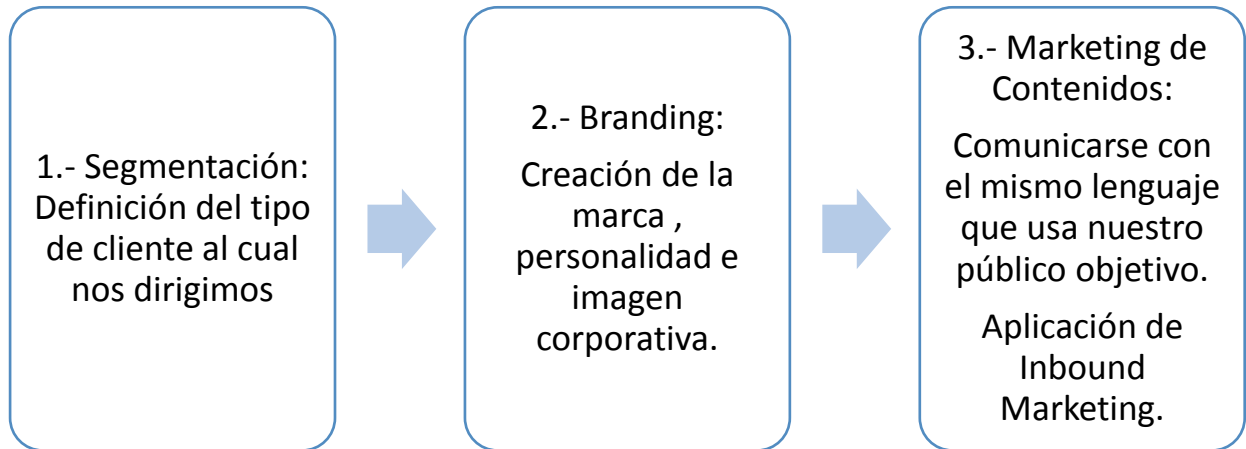 1.- Segmentación:
Definición del tipo
de cliente al cual
nos dirigimos
2.- Branding:
Creación de la
marca ,
personalidad e
imagen
corporativa.
3.- Marketing de
Contenidos:
Comunicarse con
el mismo lenguaje
que usa nuestro
público objetivo.
Aplicación de
Inbound
Marketing.